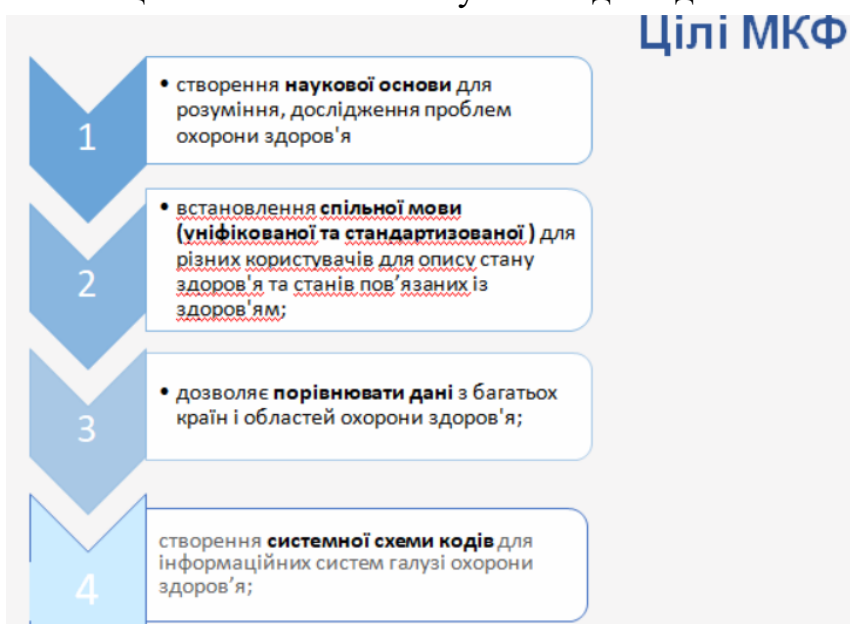 Цілі МКФ
1
• створення наукової основи для
розуміння, дослідження проблем
охорони здоров'я
2
• встановлення спільної мови
(уніфікованої та стандартизованої ) для
різних користувачів для опису стану
здоров'я та станів пов’язаних із
здоров'ям;
3
• дозволяє порівнювати дані з багатьох
країн і областей охорони здоров'я;
4
створення системної схеми кодів для
інформаційних систем галузі охорони
здоров’я;